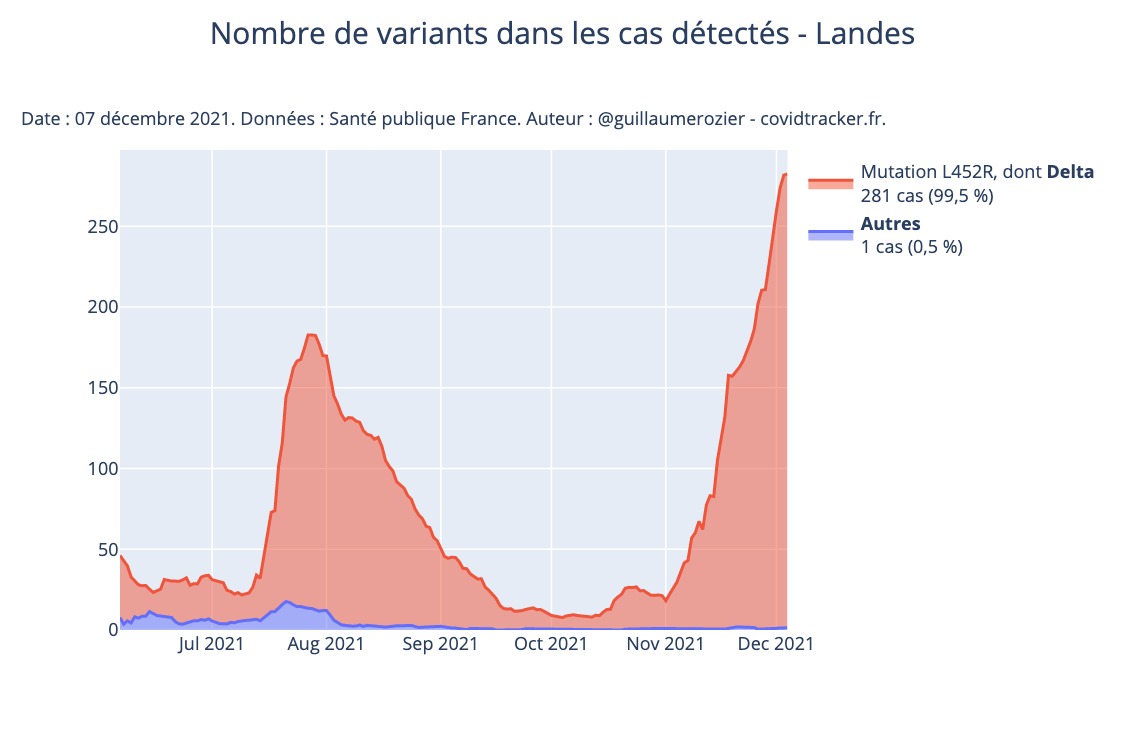 Nombre de variants dans les cas détectés - Landes
Date : 07 décembre 2021. Données : Santé publique France. Auteur : @guillaumerozier - covidtracker.fr.
Mutation L452R, dont Delta
281 cas (99,5 %)
Autres
1 cas (0,5 %)
250
200
150
100
50
0
Jul 2021
Aug 2021
Sep 2021
Oct 2021
Nov 2021
Dec 2021